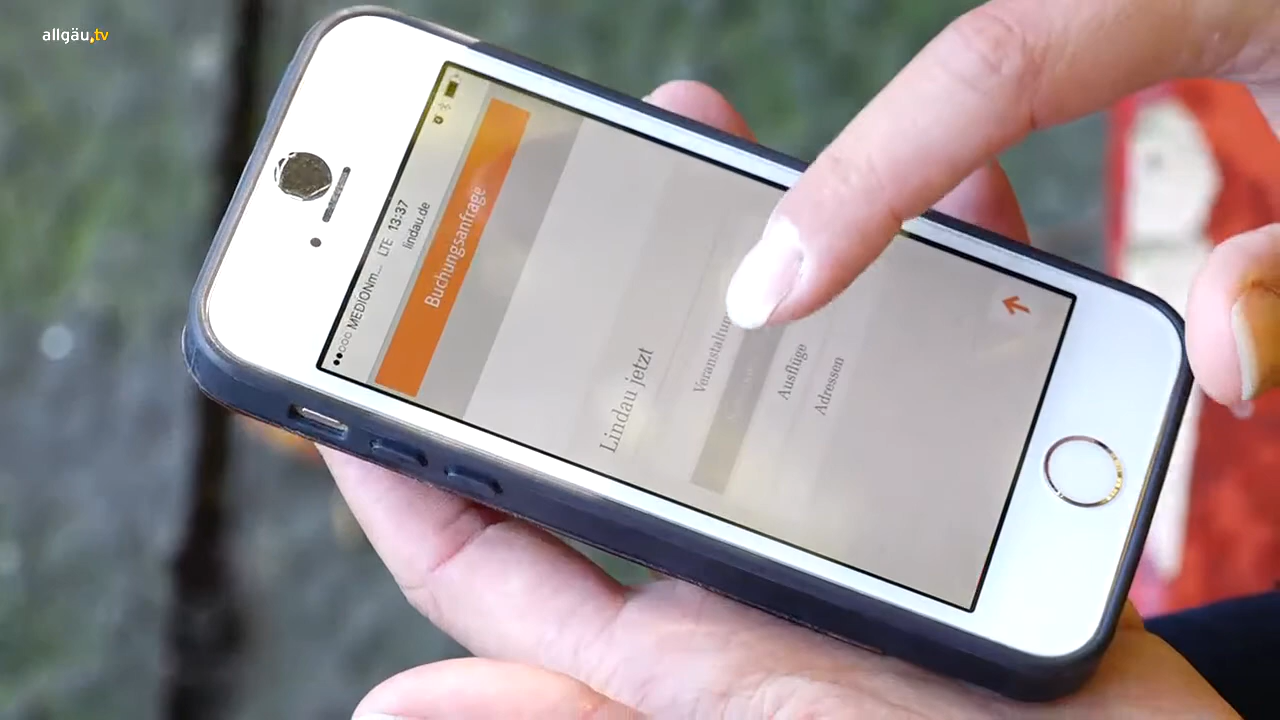 allgäu.tv
MEDIONm... LTE 13:37
lindau.de
Buchungsanfrage
Lindau jetzt
Ausflüge
Adressen